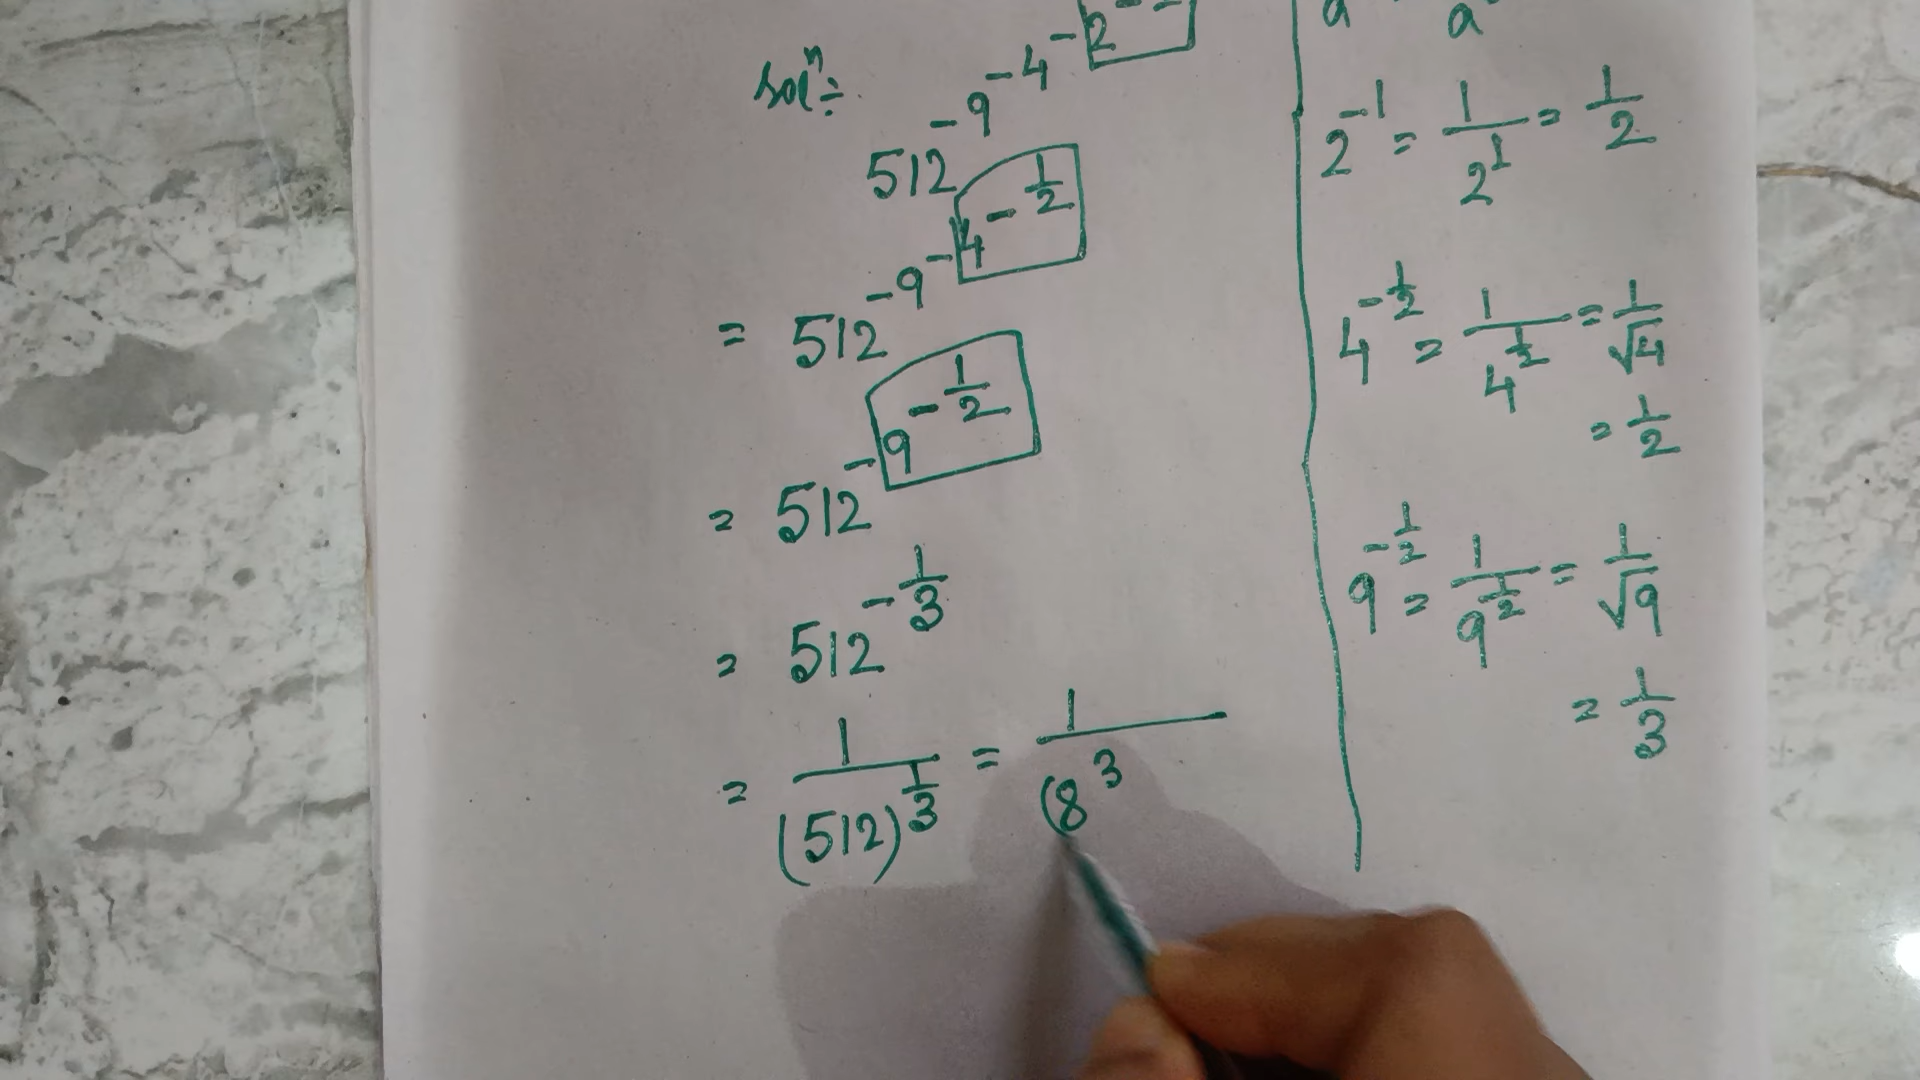 solⁿ:- 512^-9^-4^-2
= 512^-9^-4^-1/2
= 512^-9^-1/2
= 512^-1/3
= 1/(512)^1/3 = 1/(8^3
a a
2^-1 = 1/2^1 = 1/2
4^-1/2 = 1/4^1/2 = 1/√4
= 1/2
9^-1/2 = 1/9^1/2 = 1/√9
= 1/3